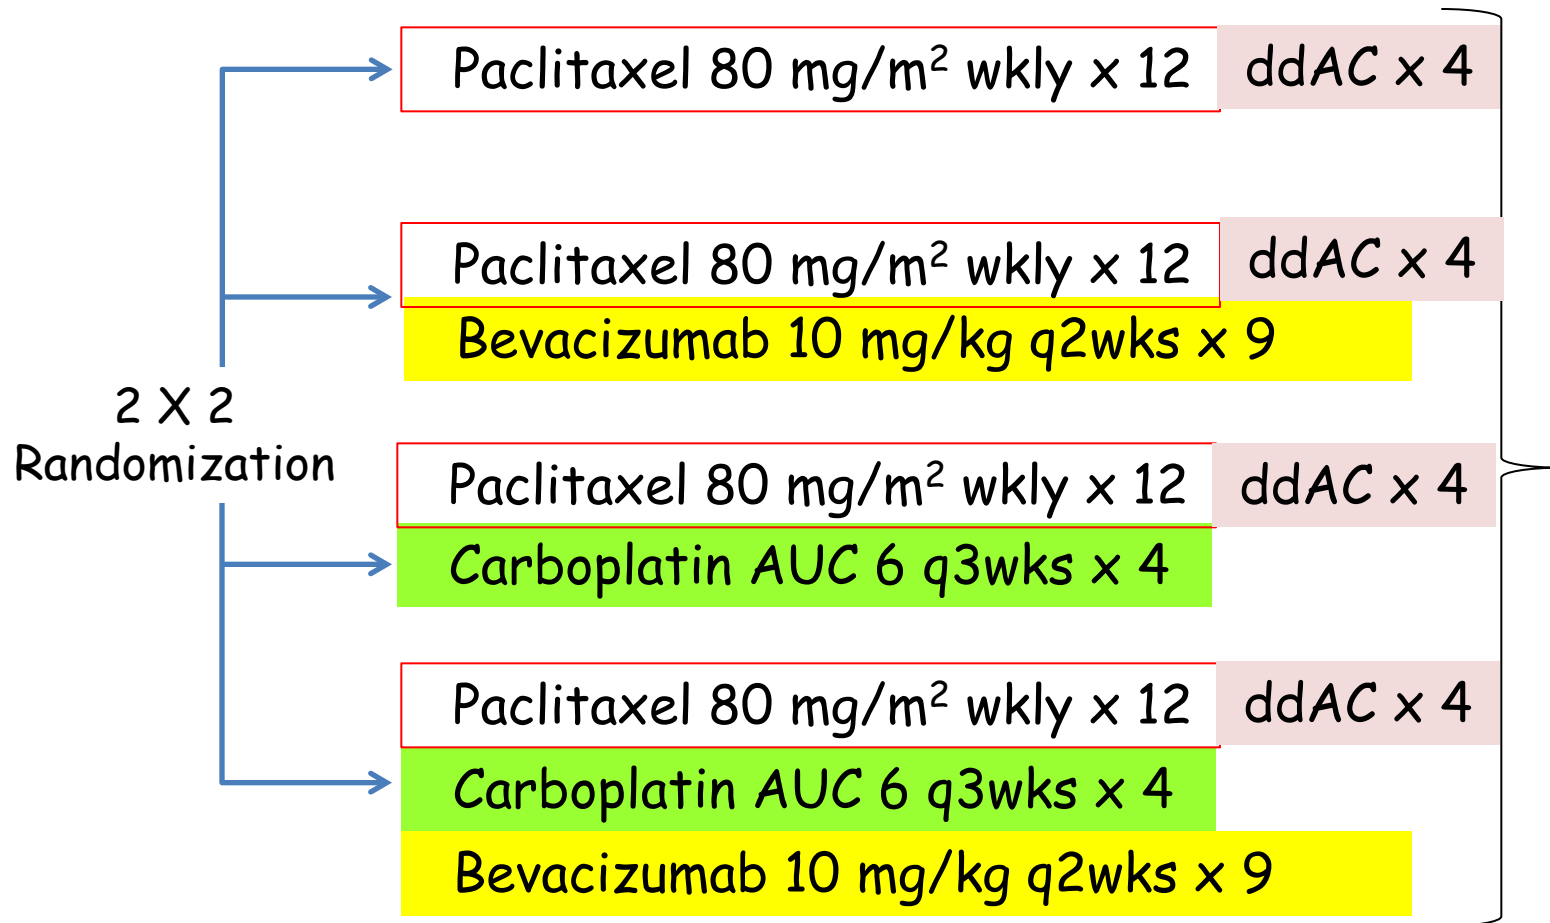 Paclitaxel 80 mg/m² wkly x 12 ddAC x 4
Paclitaxel 80 mg/m² wkly x 12 ddAC x 4
Bevacizumab 10 mg/kg q2wks x 9
2 X 2
Randomization
Paclitaxel 80 mg/m² wkly x 12 ddAC x 4
Carboplatin AUC 6 q3wks x 4
Paclitaxel 80 mg/m² wkly x 12 ddAC x 4
Carboplatin AUC 6 q3wks x 4
Bevacizumab 10 mg/kg q2wks x 9